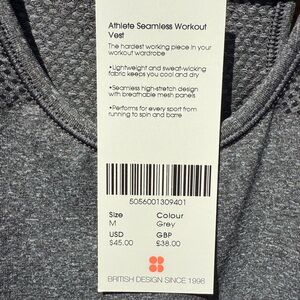 Athlete Seamless Workout
Vest
The hardest working piece in your
workout wardrobe
•Lightweight and sweat-wicking
fabric keeps you cool and dry
•Seamless high-stretch design
with breathable mesh panels
•Performs for every sport from
running to spin and barre
5056001309401
Size Colour
M Grey
USD GBP
$45.00 £38.00
BRITISH DESIGN SINCE 1998